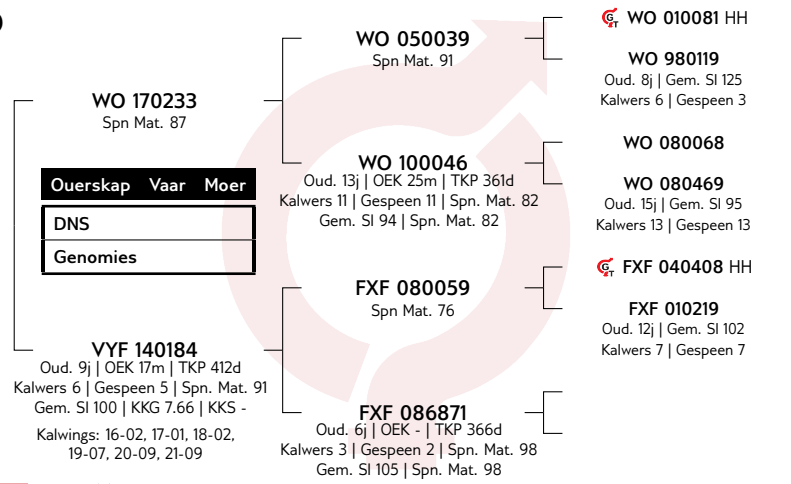 WO 170233
Spn Mat. 87
Ouerskap Vaar Moer
DNS
Genomies
VYF 140184
Oud. 9j | OEK 17m | TKP 412d
Kalwers 6 | Gespeen 5 | Spn. Mat. 91
Gem. SI 100 | KKG 7.66 | KKS -
Kalwings: 16-02, 17-01, 18-02,
19-07, 20-09, 21-09
WO 050039
Spn Mat. 91
WO 100046
Oud. 13j | OEK 25m | TKP 361d
Kalwers 11 | Gespeen 11 | Spn. Mat. 82
Gem. SI 94 | Spn. Mat. 82
FXF 080059
Spn Mat. 76
FXF 086871
Oud. 6j | OEK - | TKP 366d
Kalwers 3 | Gespeen 2 | Spn. Mat. 98
Gem. SI 105 | Spn. Mat. 98
GT WO 010081 HH
WO 980119
Oud. 8j | Gem. SI 125
Kalwers 6 | Gespeen 3
WO 080068
WO 080469
Oud. 15j | Gem. SI 95
Kalwers 13 | Gespeen 13
GT FXF 040408 HH
FXF 010219
Oud. 12j | Gem. SI 102
Kalwers 7 | Gespeen 7